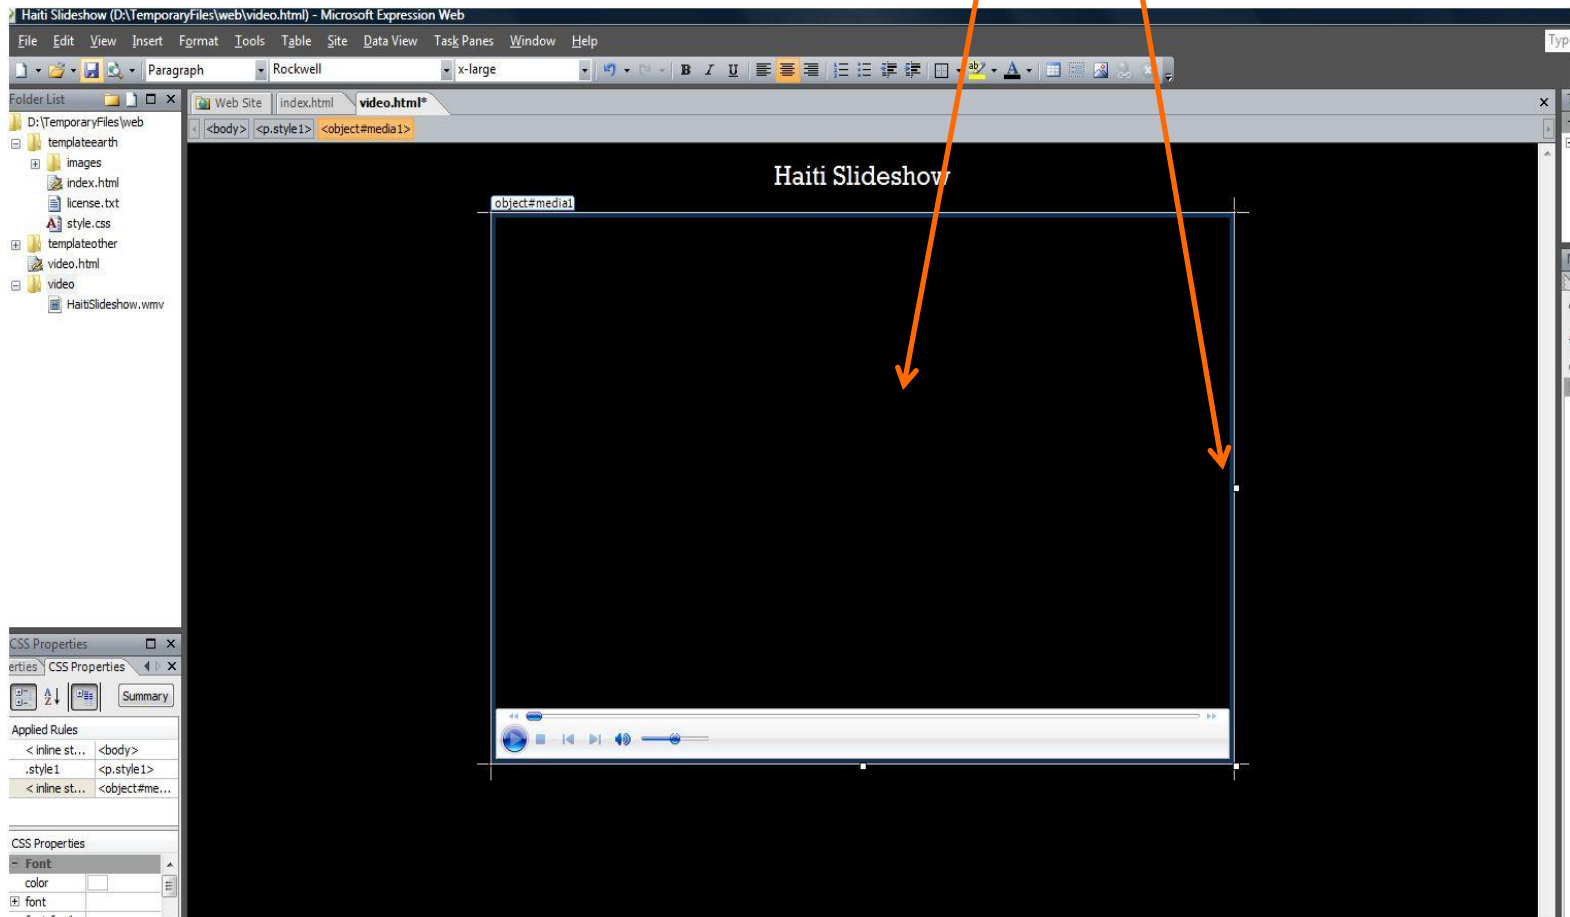 Haiti Slideshow (D:\TemporaryFiles\web\video.html) - Microsoft Expression Web
File Edit View Insert Format Tools Table Site Data View Task Panes Window Help
Paragraph Rockwell x-large B I U A
Folder List
Web Site index.html video.html*
<body> <p.style1> <object#media1>
D:\TemporaryFiles\web
templateearth
images
index.html
license.txt
style.css
templateother
video.html
video
HaitiSlideshow.wmv
Haiti Slideshow
object#media1
CSS Properties
erties CSS Properties
Summary
Applied Rules
< inline st... <body>
.style1 <p.style1>
< inline st... <object#me...
CSS Properties
Font
color
font